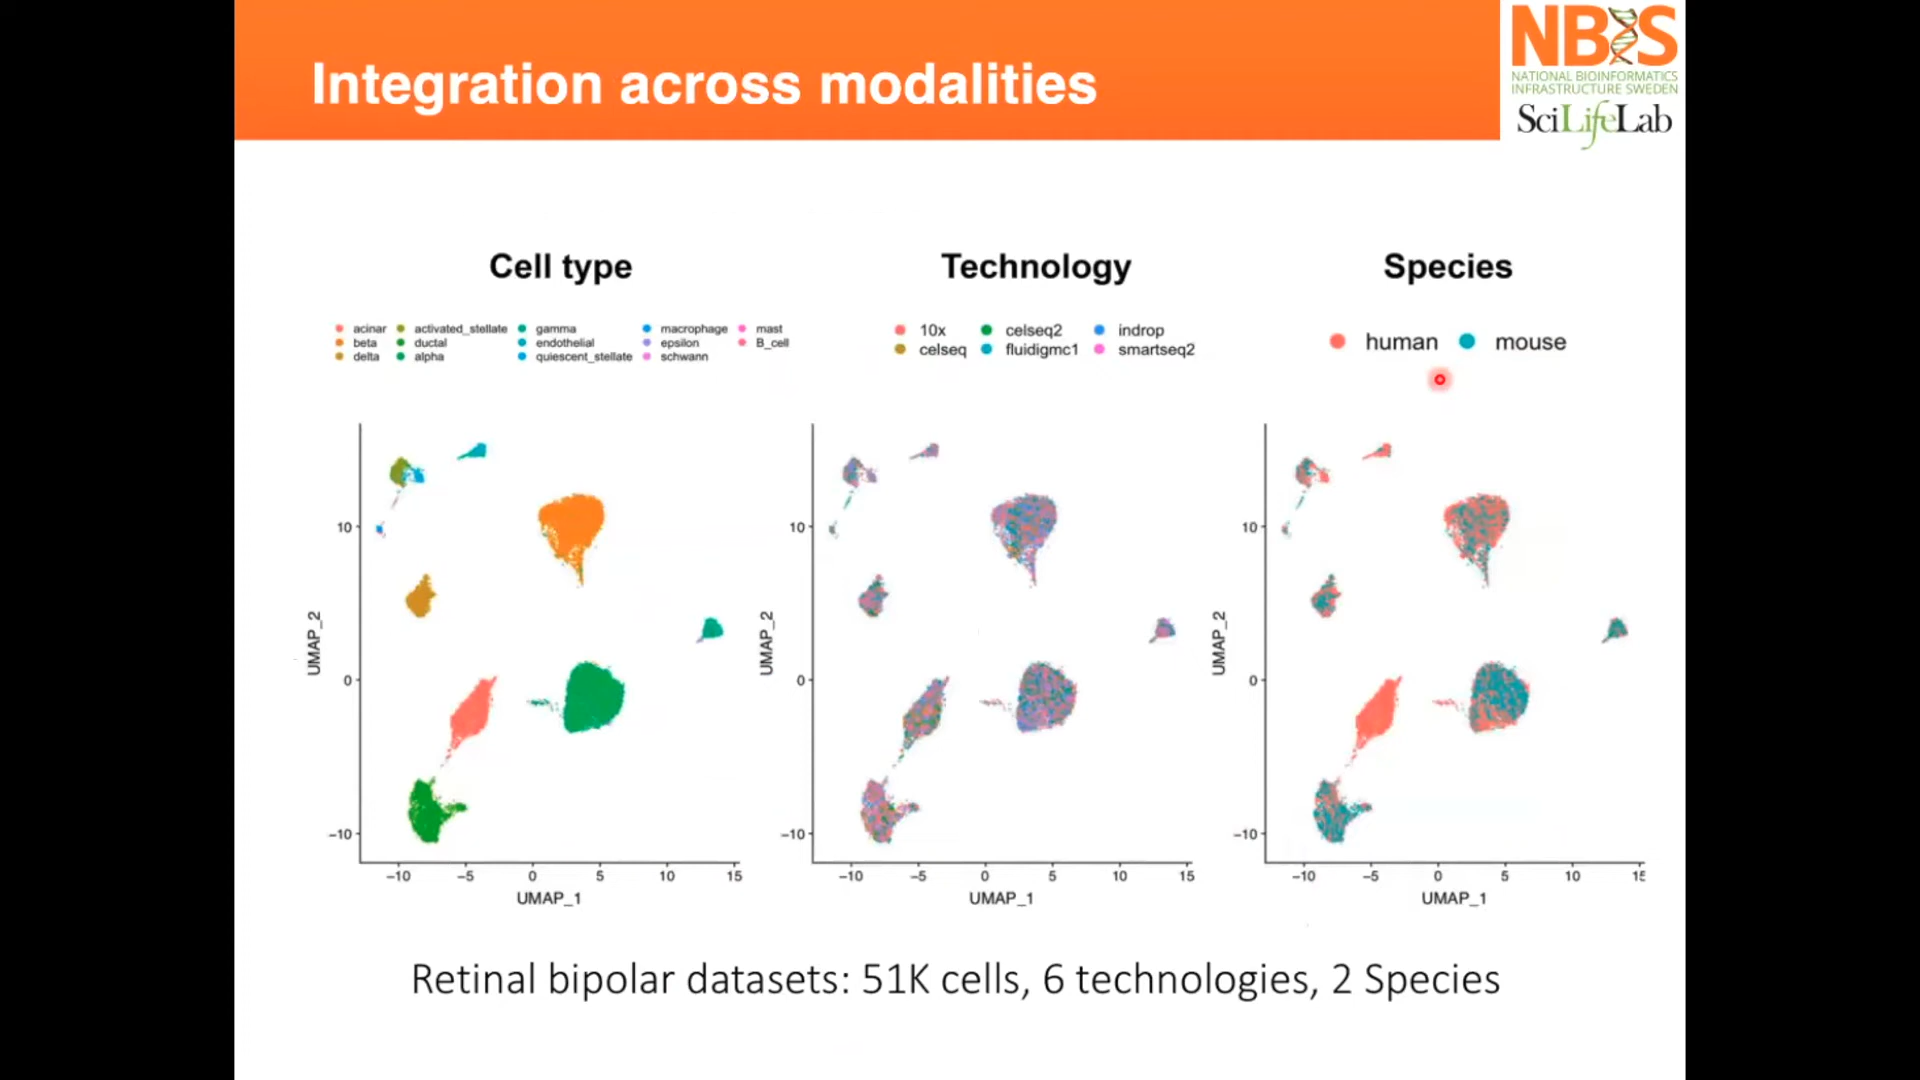 Integration across modalities
NBIS
NATIONAL BIOINFORMATICS
INFRASTRUCTURE SWEDEN
SciLifeLab
Cell type
acinar activated_stellate gamma macrophage mast
beta ductal endothelial epsilon B_cell
delta alpha quiescent_stellate schwann
Technology
10x celseq2 indrop
celseq fluidigmc1 smartseq2
Species
human mouse
UMAP_2
10
0
−10
−10 −5 0 5 10 15
UMAP_1
UMAP_2
10
0
−10
−10 −5 0 5 10 15
UMAP_1
UMAP_2
10
0
−10
−10 −5 0 5 10 15
UMAP_1
Retinal bipolar datasets: 51K cells, 6 technologies, 2 Species